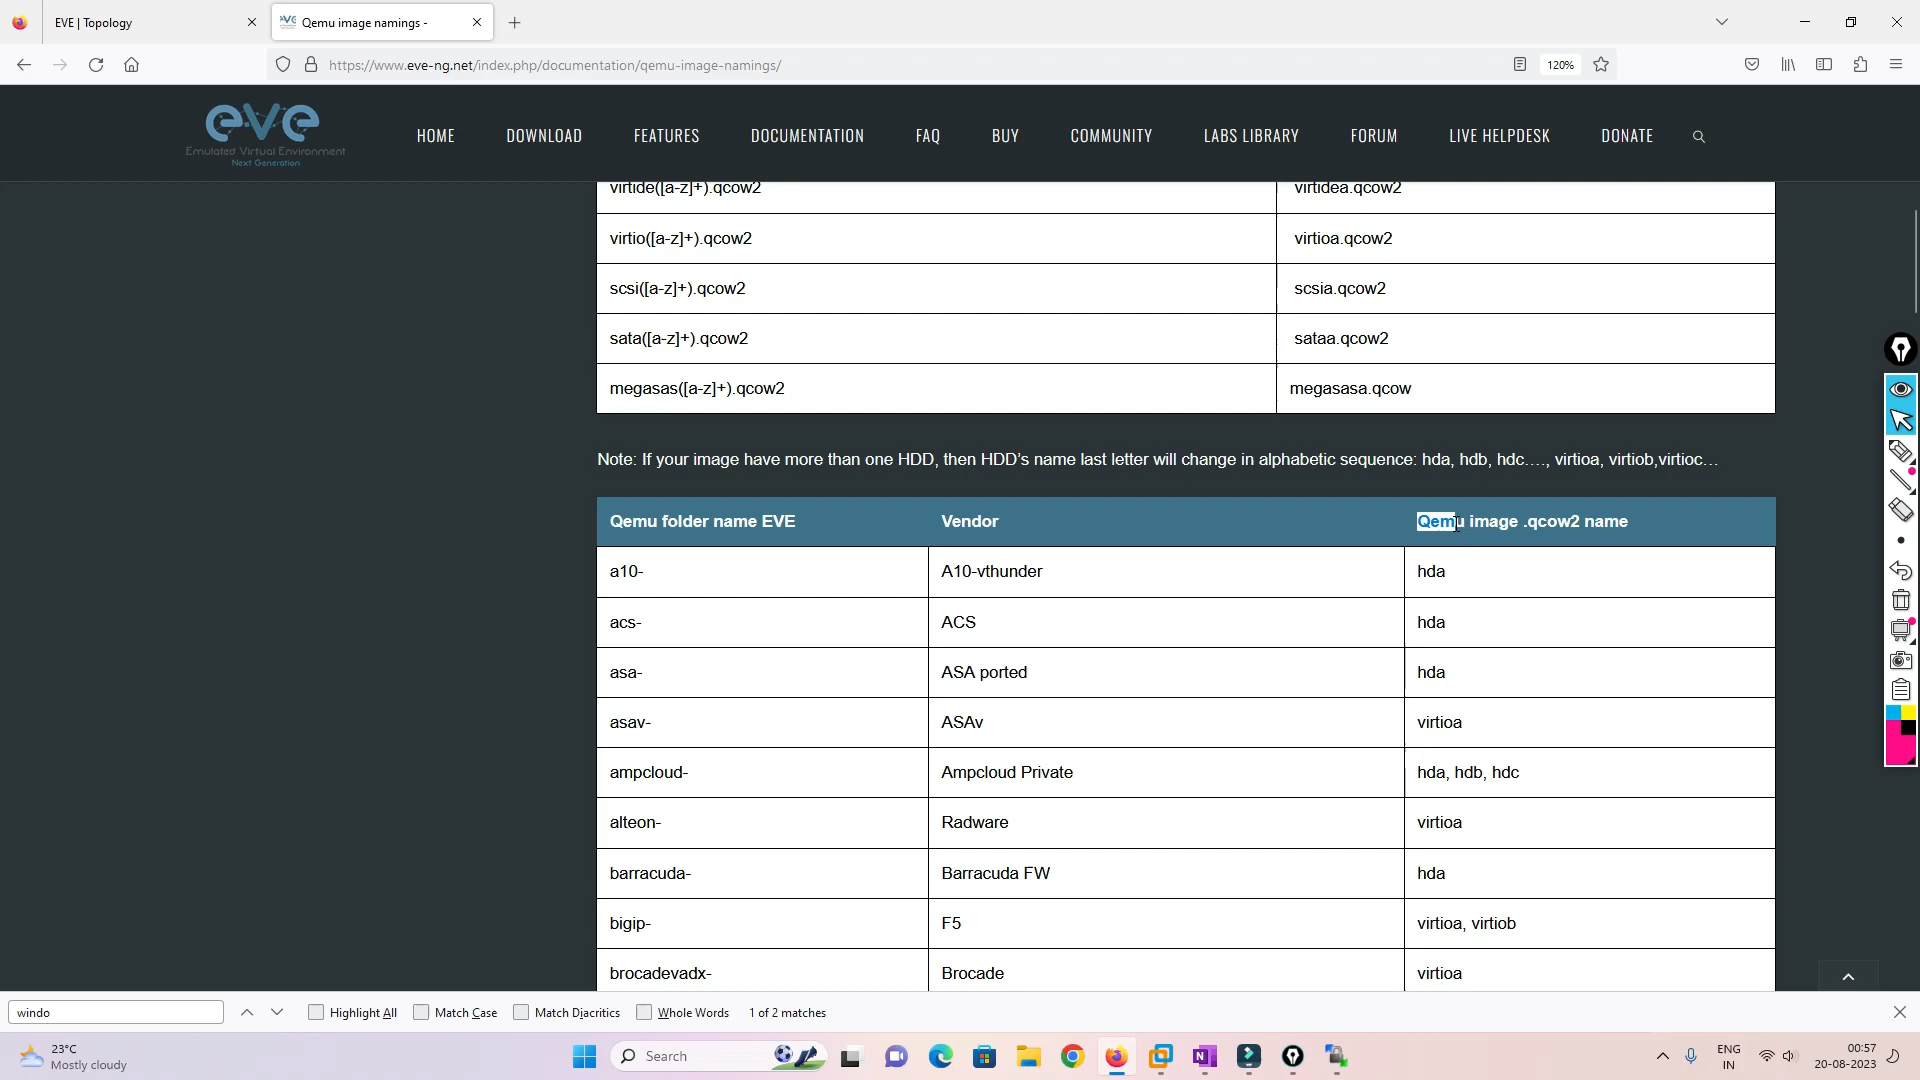 EVE | Topology
Qemu image namings -
https://www.eve-ng.net/index.php/documentation/qemu-image-namings/
120%
eve
Emulated Virtual Environment
Next Generation
HOME
DOWNLOAD
FEATURES
DOCUMENTATION
FAQ
BUY
COMMUNITY
LABS LIBRARY
FORUM
LIVE HELPDESK
DONATE
virtide([a-z]+).qcow2 virtidea.qcow2
virtio([a-z]+).qcow2 virtioa.qcow2
scsi([a-z]+).qcow2 scsia.qcow2
sata([a-z]+).qcow2 sataa.qcow2
megasas([a-z]+).qcow2 megasasa.qcow
Note: If your image have more than one HDD, then HDD’s name last letter will change in alphabetic sequence: hda, hdb, hdc…., virtioa, virtiob,virtioc…
Qemu folder name EVE Vendor Qemu image .qcow2 name
a10- A10-vthunder hda
acs- ACS hda
asa- ASA ported hda
asav- ASAv virtioa
ampcloud- Ampcloud Private hda, hdb, hdc
alteon- Radware virtioa
barracuda- Barracuda FW hda
bigip- F5 virtioa, virtiob
brocadevadx- Brocade virtioa
windo
Highlight All
Match Case
Match Diacritics
Whole Words
1 of 2 matches
23°C
Mostly cloudy
Search
ENG
IN
00:57
20-08-2023